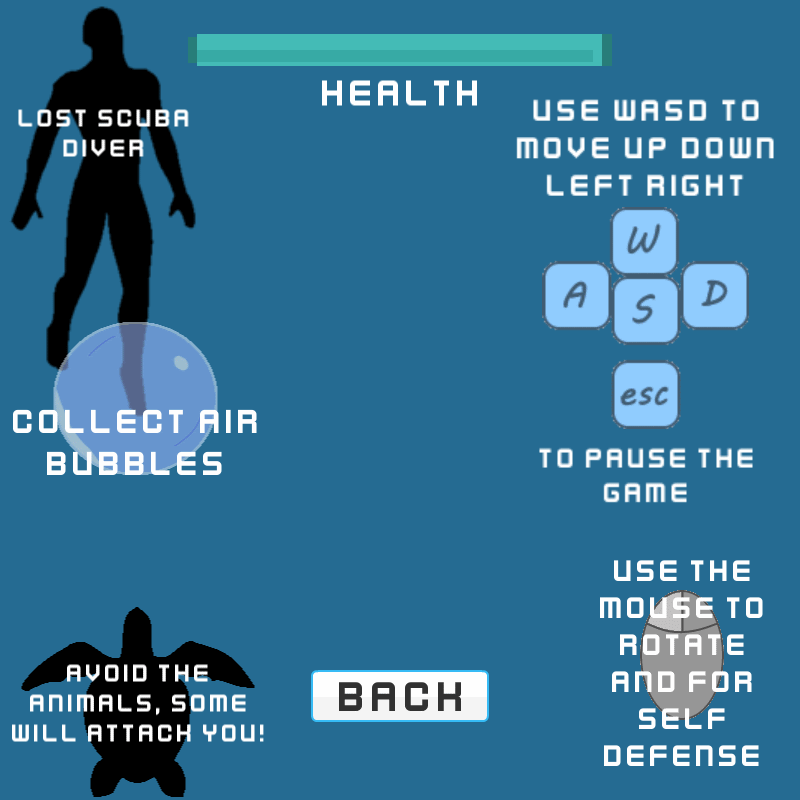 HEALTH
LOST SCUBA
DIVER
USE WASD TO
MOVE UP DOWN
LEFT RIGHT
W
A S D
esc
TO PAUSE THE
GAME
COLLECT AIR
BUBBLES
USE THE
MOUSE TO
ROTATE
AND FOR
SELF
DEFENSE
AVOID THE
ANIMALS, SOME
WILL ATTACK YOU!
BACK